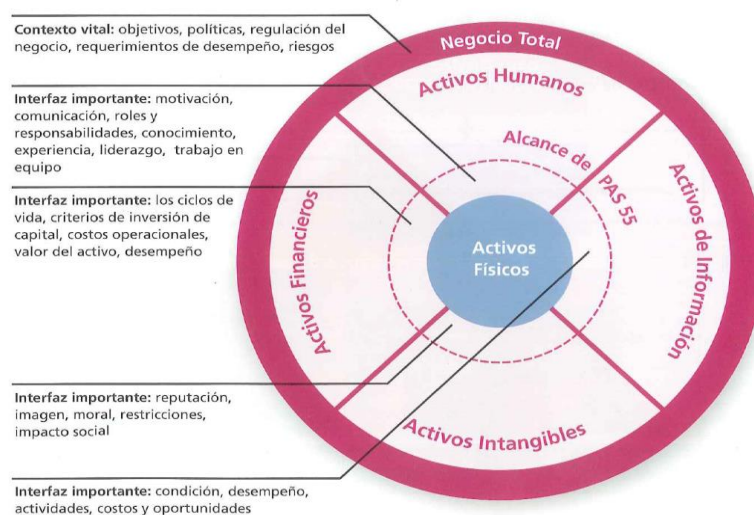 Contexto vital: objetivos, políticas, regulación del
negocio, requerimientos de desempeño, riesgos
Interfaz importante: motivación,
comunicación, roles y
responsabilidades, conocimiento,
experiencia, liderazgo, trabajo en
equipo
Interfaz importante: los ciclos de
vida, criterios de inversión de
capital, costos operacionales,
valor del activo, desempeño
Interfaz importante: reputación,
imagen, moral, restricciones,
impacto social
Interfaz importante: condición, desempeño,
actividades, costos y oportunidades
Negocio Total
Activos Humanos
Alcance de PAS 55
Activos Financieros
Activos
Físicos
Activos de Información
Activos Intangibles